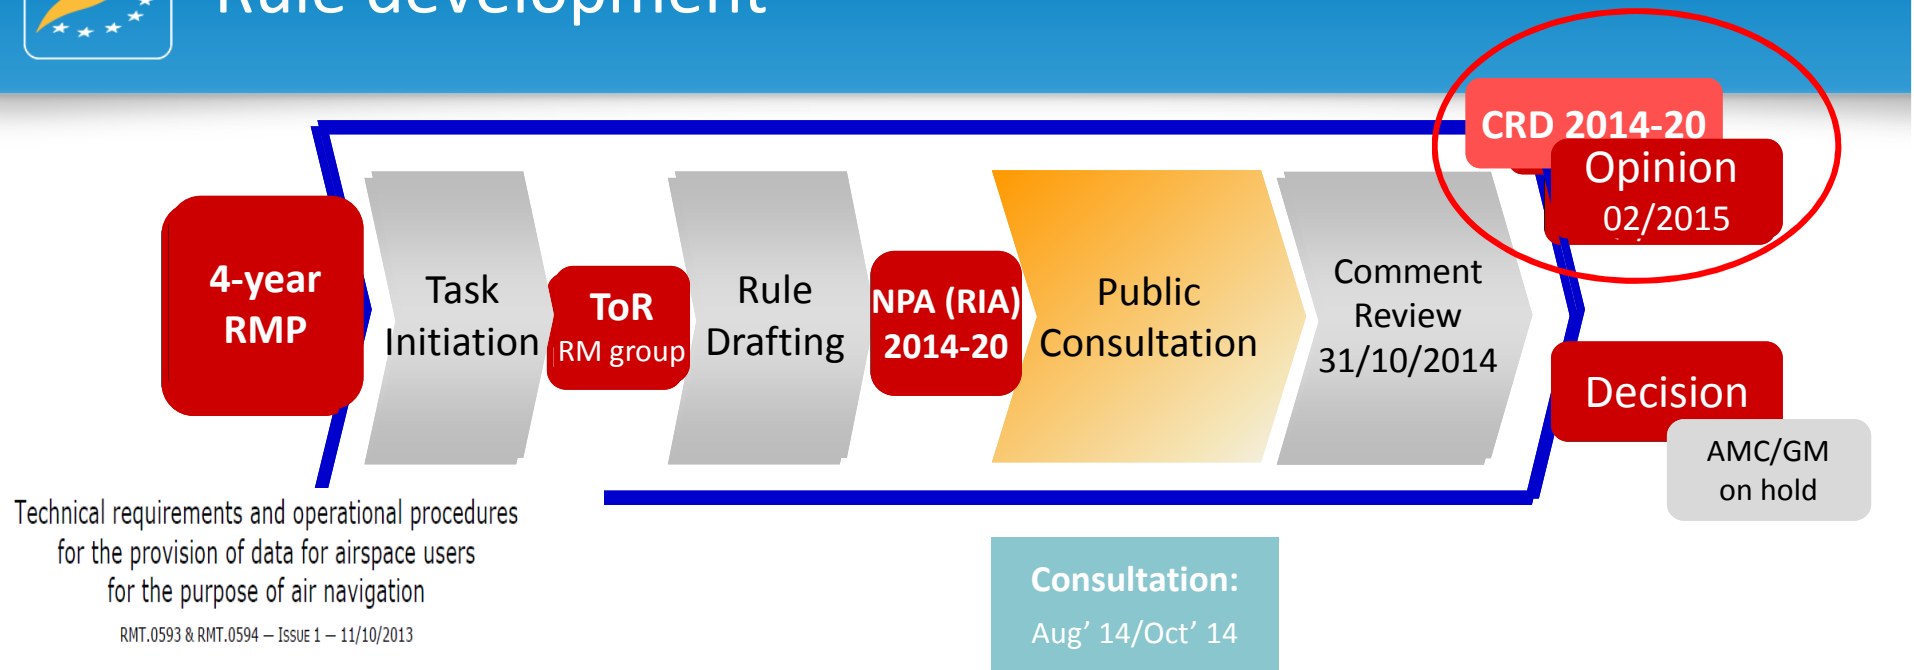 Rule development
CRD 2014-20
Opinion
02/2015
4-year
RMP
Task
Initiation
ToR
RM group
Rule
Drafting
NPA (RIA)
2014-20
Public
Consultation
Comment
Review
31/10/2014
Decision
AMC/GM
on hold
Technical requirements and operational procedures
for the provision of data for airspace users
for the purpose of air navigation
RMT.0593 & RMT.0594 — ISSUE 1 — 11/10/2013
Consultation:
Aug’ 14/Oct’ 14